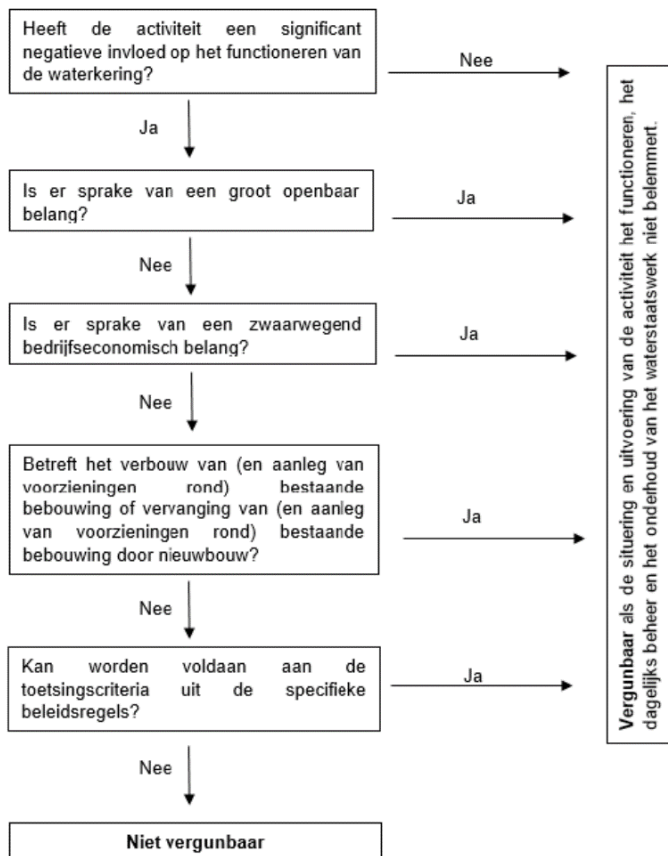 Heeft de activiteit een significant
negatieve invloed op het functioneren van
de waterkering?
Nee
Ja
Is er sprake van een groot openbaar
belang?
Ja
Nee
Is er sprake van een zwaarwegend
bedrijfseconomisch belang?
Ja
Nee
Betreft het verbouw van (en aanleg van
voorzieningen rond) bestaande
bebouwing of vervanging van (en aanleg
van voorzieningen rond) bestaande
bebouwing door nieuwbouw?
Ja
Nee
Kan worden voldaan aan de
toetsingscriteria uit de specifieke
beleidsregels?
Ja
Nee
Niet vergunbaar
Vergunbaar als de situering en uitvoering van de activiteit het functioneren, het
dagelijks beheer en het onderhoud van het waterstaatswerk niet belemmert.